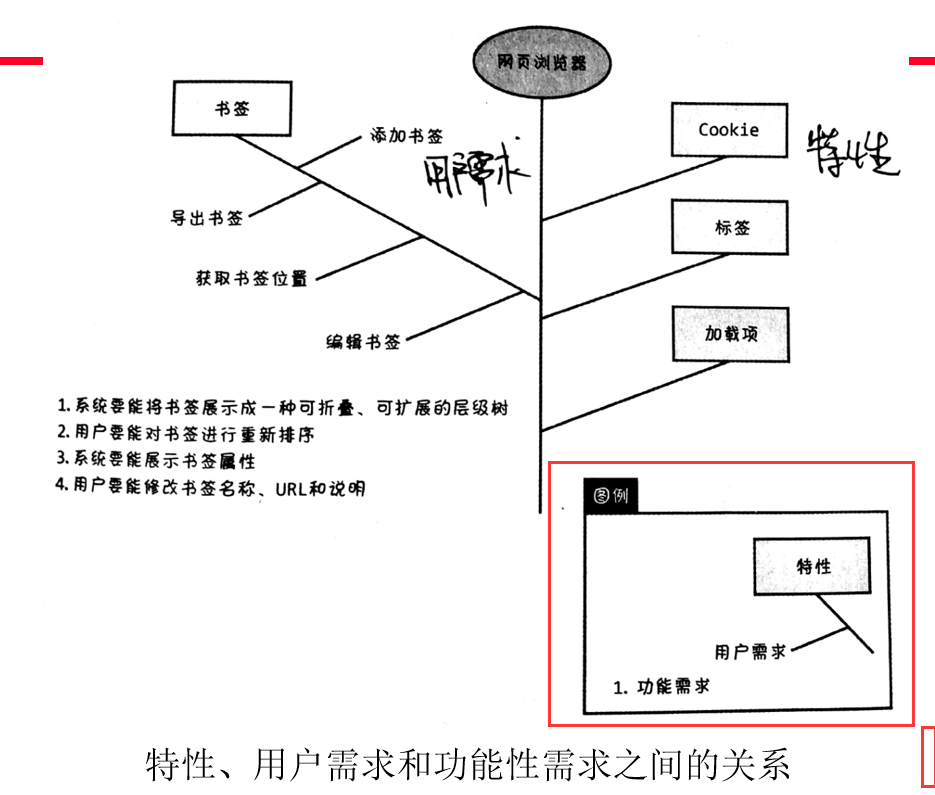 网页浏览器
书签
添加书签
用户需求
Cookie
特性
导出书签
标签
获取书签位置
编辑书签
加载项
1.系统要能将书签展示成一种可折叠、可扩展的层级树
2.用户要能对书签进行重新排序
3.系统要能展示书签属性
4.用户要能修改书签名称、URL和说明
图例
特性
用户需求
1. 功能需求
特性、用户需求和功能性需求之间的关系